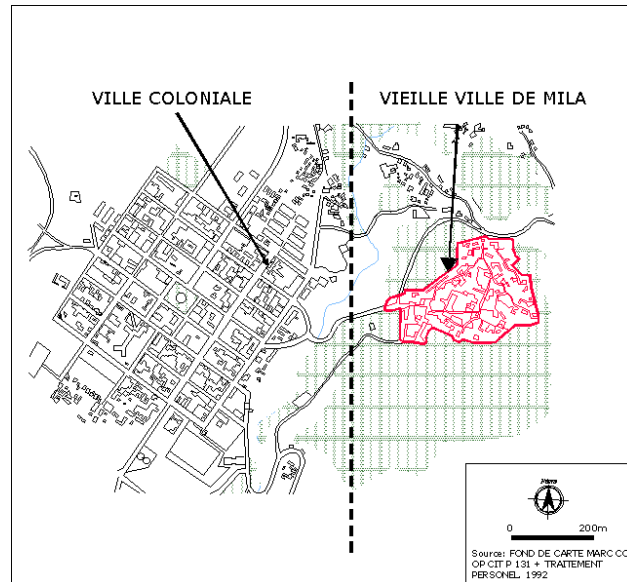 VILLE COLONIALE
VIEILLE VILLE DE MILA
0 200m
Source: FOND DE CARTE MARC CO
OP CIT P 131 + TRAITEMENT
PERSONEL 1992